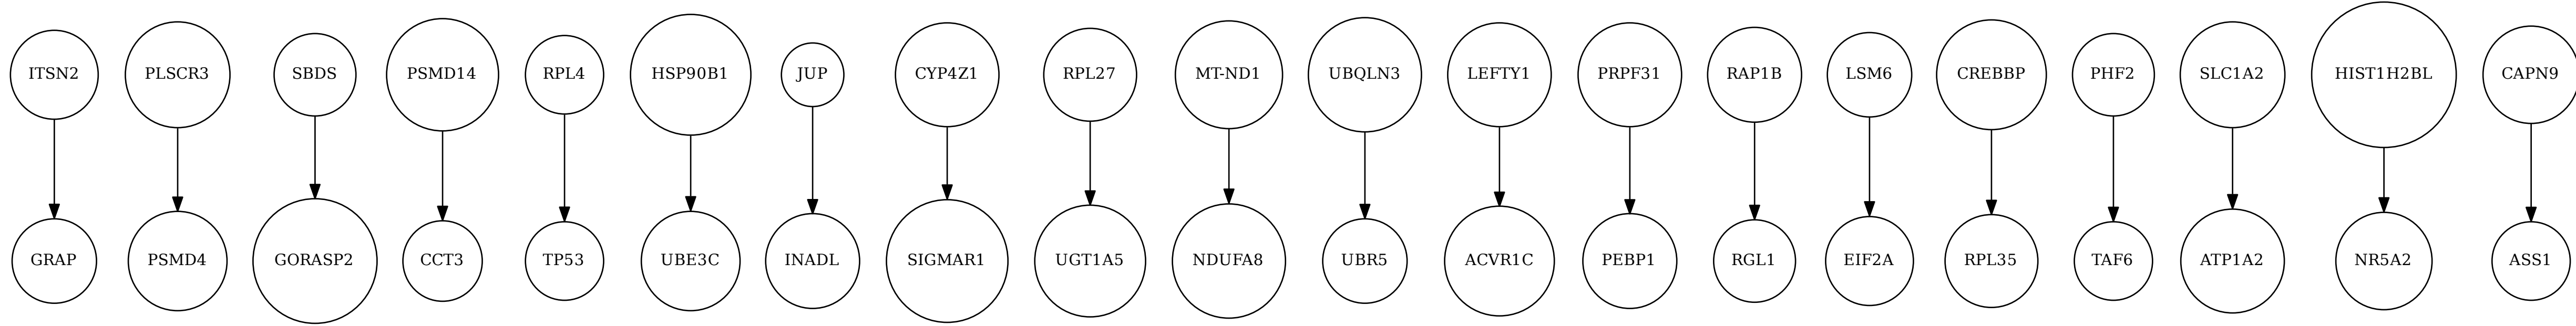 ITSN2 PLSCR3 SBDS PSMD14 RPL4 HSP90B1 JUP CYP4Z1 RPL27 MT-ND1 UBQLN3 LEFTY1 PRPF31 RAP1B LSM6 CREBBP PHF2 SLC1A2 HIST1H2BL CAPN9
GRAP PSMD4 GORASP2 CCT3 TP53 UBE3C INADL SIGMAR1 UGT1A5 NDUFA8 UBR5 ACVR1C PEBP1 RGL1 EIF2A RPL35 TAF6 ATP1A2 NR5A2 ASS1